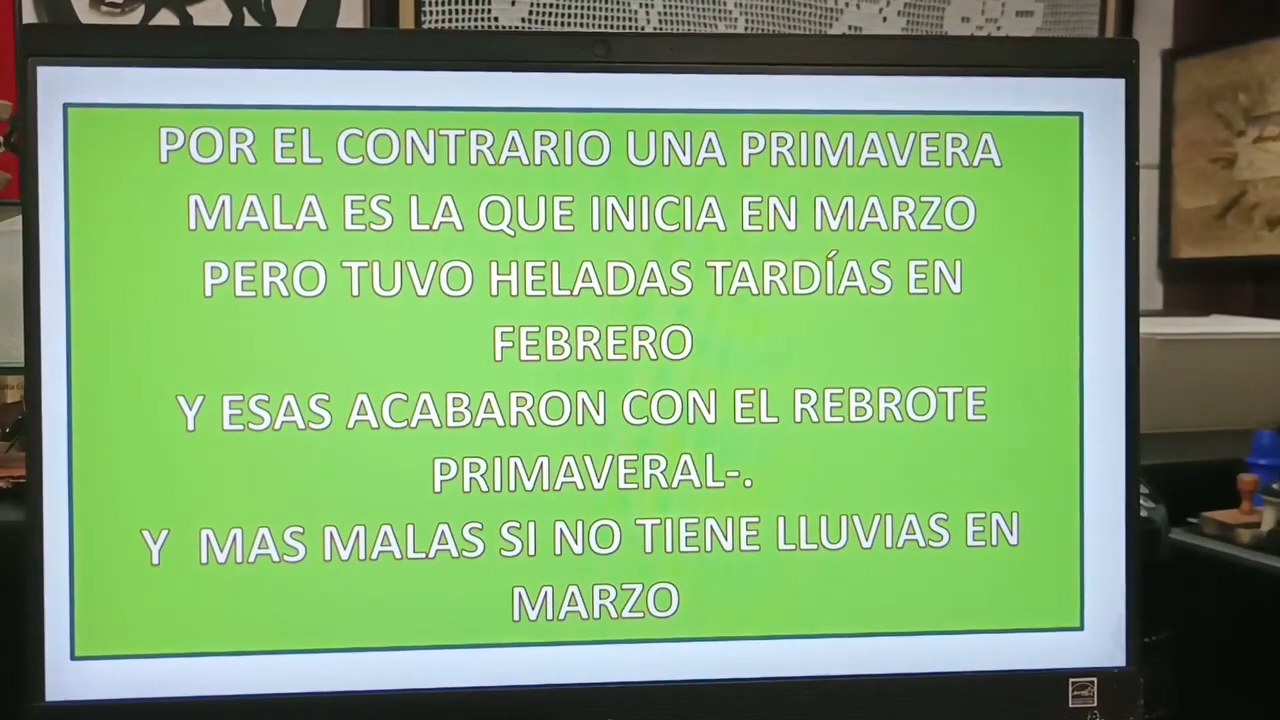 POR EL CONTRARIO UNA PRIMAVERA
MALA ES LA QUE INICIA EN MARZO
PERO TUVO HELADAS TARDÍAS EN
FEBRERO
Y ESAS ACABARON CON EL REBROTE
PRIMAVERAL-.
Y MAS MALAS SI NO TIENE LLUVIAS EN
MARZO